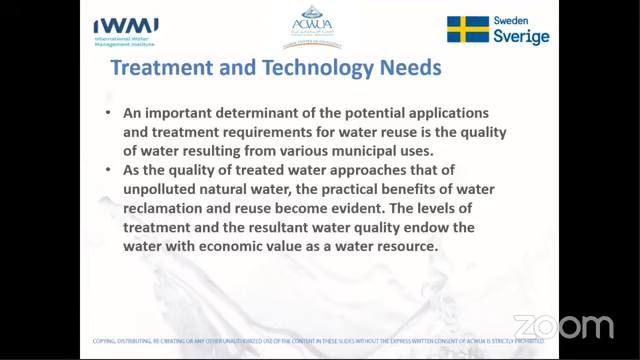 IWMI
International Water
Management Institute
ACWUA
Sweden
Sverige
Treatment and Technology Needs
• An important determinant of the potential applications
and treatment requirements for water reuse is the quality
of water resulting from various municipal uses.
• As the quality of treated water approaches that of
unpolluted natural water, the practical benefits of water
reclamation and reuse become evident. The levels of
treatment and the resultant water quality endow the
water with economic value as a water resource.
zoom
COPYING, DISTRIBUTING, RE-CREATING OR ANY OTHER UNAUTHORIZED USE OF THE CONTENT IN THESE SLIDES WITHOUT THE EXPRESS WRITTEN CONSENT OF ACWUA IS STRICTLY PROHIBITED.